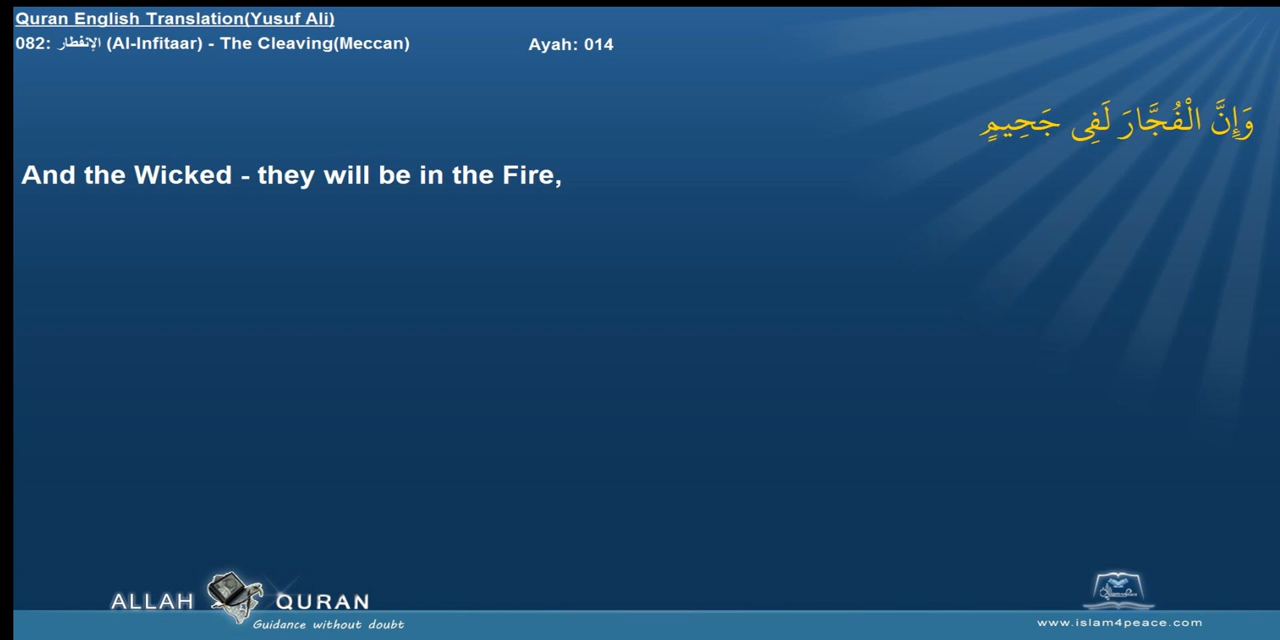 Quran English Translation(Yusuf Ali)
082: الإنفطار (Al-Infitaar) - The Cleaving(Meccan) Ayah: 014
وَإِنَّ الْفُجَّارَ لَفِى جَحِيمٍ
And the Wicked - they will be in the Fire,
ALLAH QURAN
Guidance without doubt
www.islam4peace.com